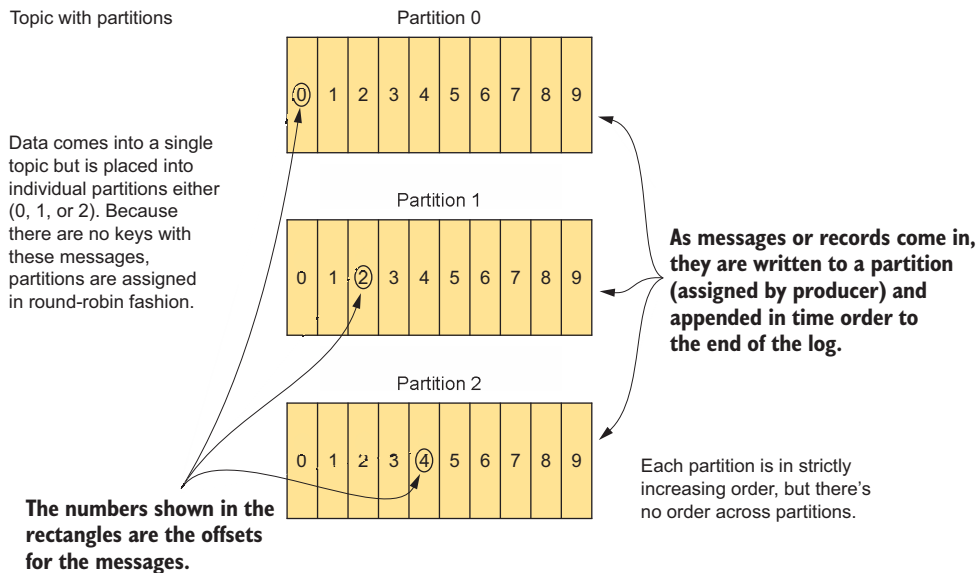 Topic with partitions
Partition 0
0 1 2 3 4 5 6 7 8 9
Data comes into a single
topic but is placed into
individual partitions either
(0, 1, or 2). Because
there are no keys with
these messages,
partitions are assigned
in round-robin fashion.
Partition 1
0 1 2 3 4 5 6 7 8 9
As messages or records come in,
they are written to a partition
(assigned by producer) and
appended in time order to
the end of the log.
Partition 2
0 1 2 3 4 5 6 7 8 9
Each partition is in strictly
increasing order, but there's
no order across partitions.
The numbers shown in the
rectangles are the offsets
for the messages.